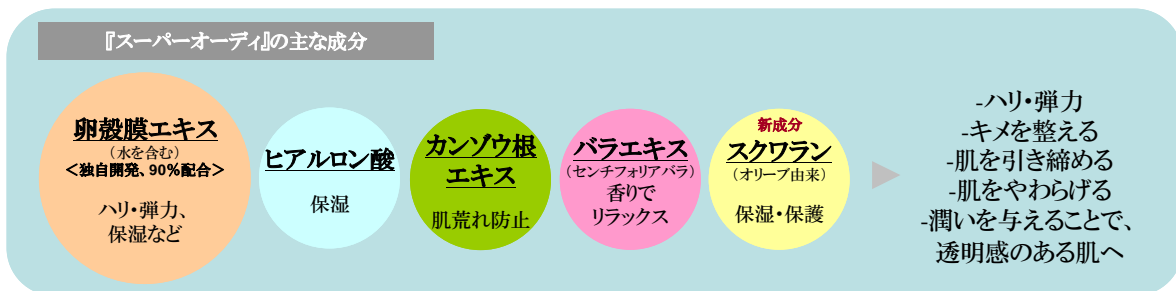 『スーパーオーディ』の主な成分
卵殻膜エキス
（水を含む）
＜独自開発、90％配合＞
ハリ・弾力、
保湿など
ヒアルロン酸
保湿
カンゾウ根
エキス
肌荒れ防止
バラエキス
（センチフォリアバラ）
香りで
リラックス
新成分
スクワラン
（オリーブ由来）
保湿・保護
-ハリ・弾力
-キメを整える
-肌を引き締める
-肌をやわらげる
-潤いを与えることで、
透明感のある肌へ